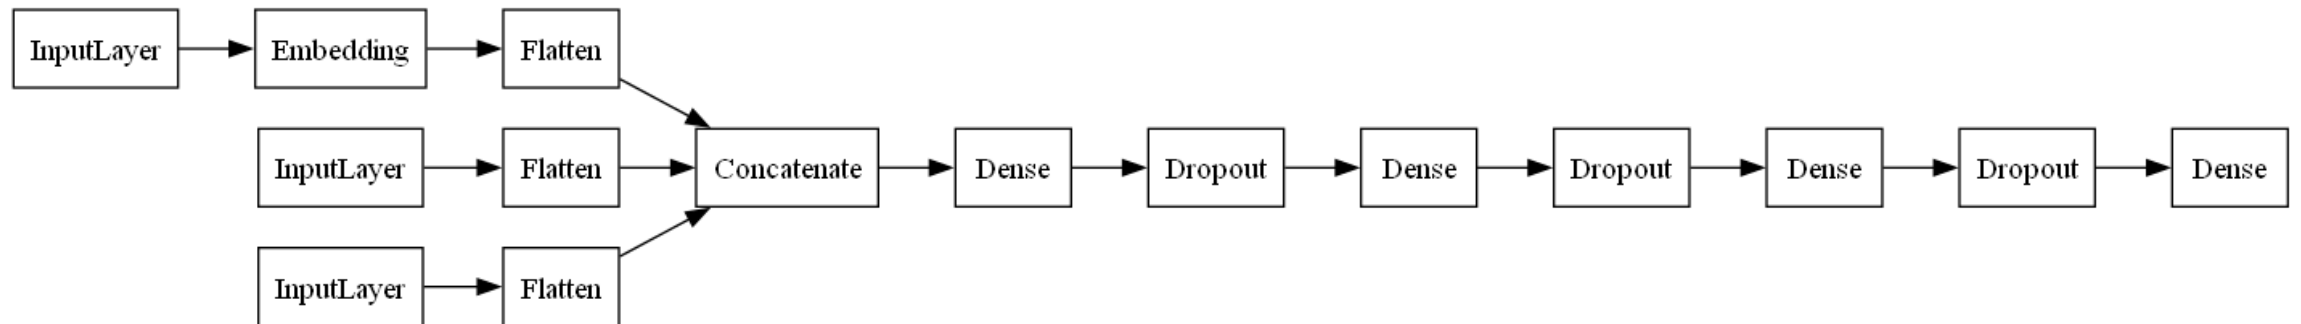 InputLayer
Embedding
Flatten
InputLayer
Flatten
Concatenate
Dense
Dropout
Dense
Dropout
Dense
Dropout
Dense
InputLayer
Flatten